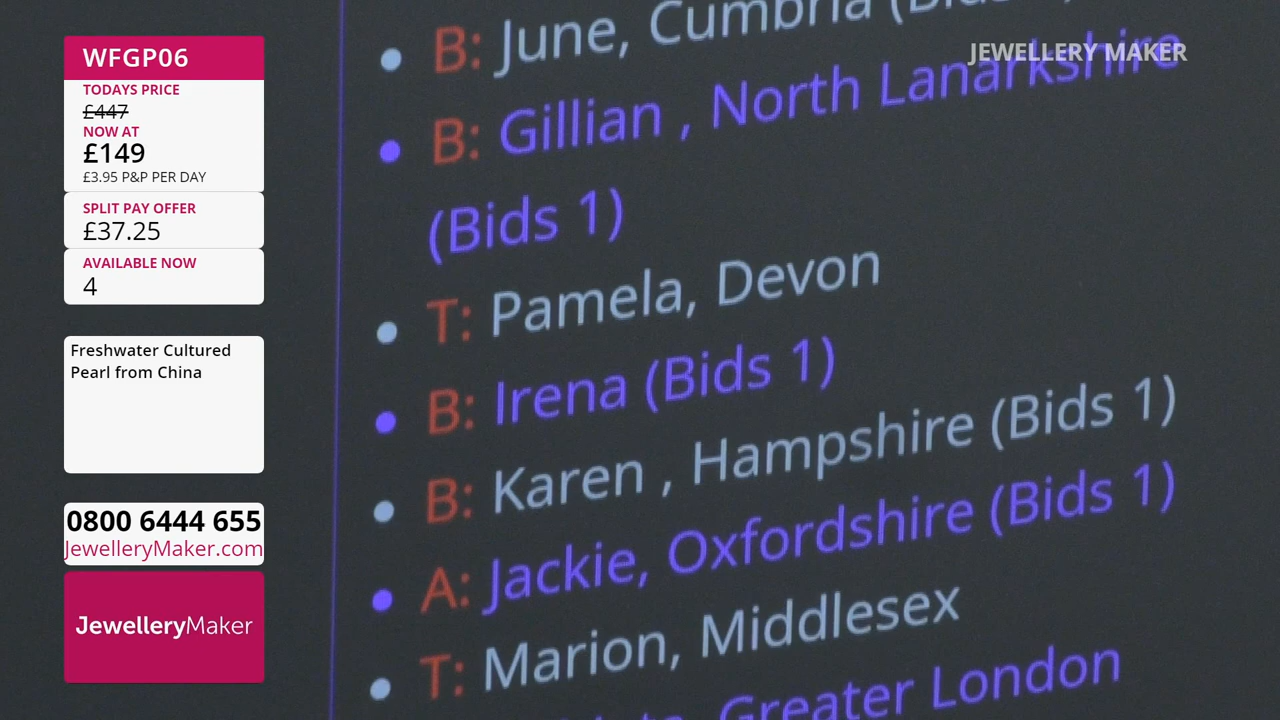 WFGP06
TODAYS PRICE
£447
NOW AT
£149
£3.95 P&P PER DAY
SPLIT PAY OFFER
£37.25
AVAILABLE NOW
4
Freshwater Cultured
Pearl from China
0800 6444 655
JewelleryMaker.com
JewelleryMaker
JEWELLERY MAKER
B: June, Cumbria
B: Gillian , North Lanarkshire
(Bids 1)
T: Pamela, Devon
B: Irena (Bids 1)
B: Karen , Hampshire (Bids 1)
A: Jackie, Oxfordshire (Bids 1)
T: Marion, Middlesex
Greater London